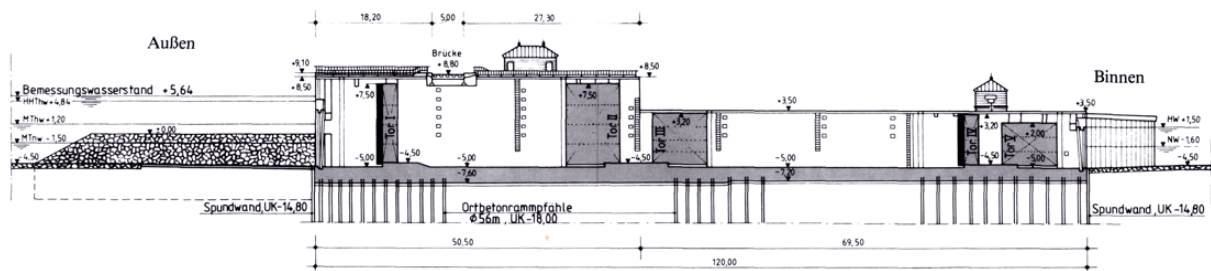 18,20
5,00
27,30
Außen
Brücke
+8,80
+9,10
+8,50
+8,50
Binnen
Bemessungswasserstand +5,64
HHThw +4,84
MThw +1,20
MThw -1,50
4,50
±0,00
+7,50
Tor I
-5,00
-4,50
-5,00
-7,60
+7,50
Tor II
-4,50
Tor III
+3,20
+3,50
-5,00
-7,20
Tor IV
+3,20
-4,50
Tor V
+2,00
-5,00
+3,50
HW +1,50
NW -1,60
-4,50
Spundwand, UK-14,80
Ortbetonrammpfähle
Ø 56m, UK-18,00
Spundwand, UK-14,80
50,50
69,50
120,00